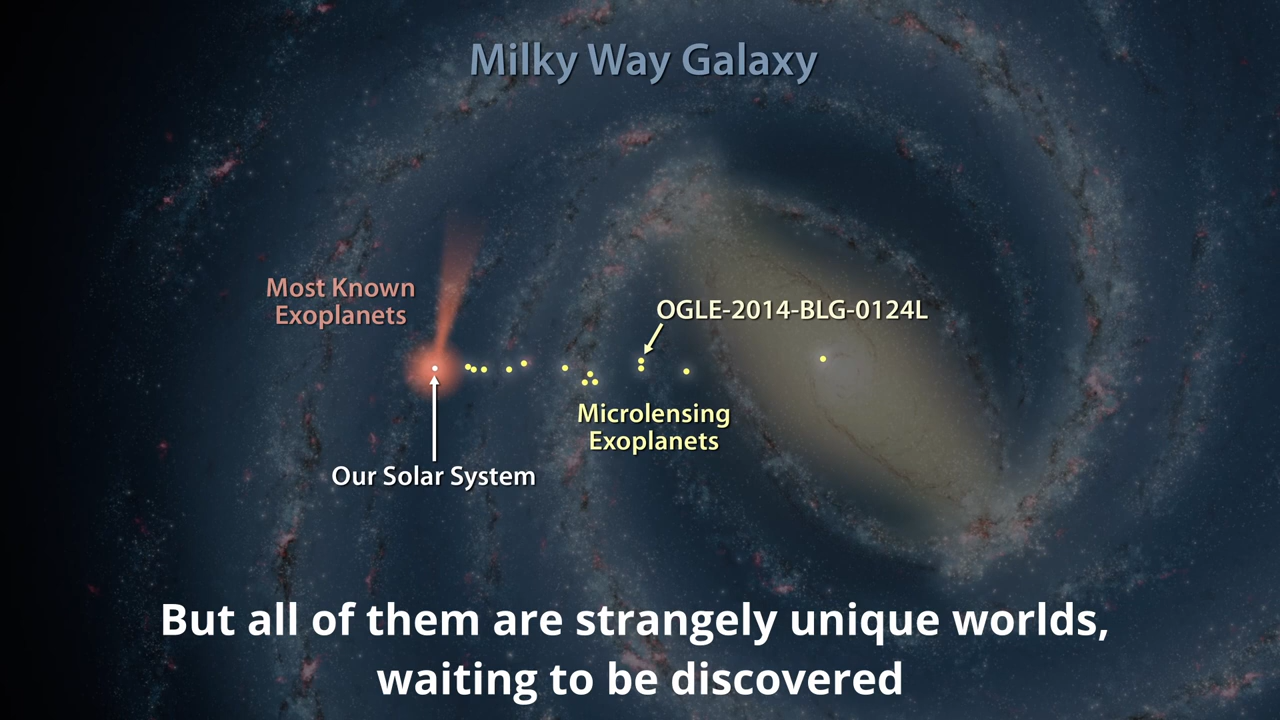 Milky Way Galaxy
Most Known
Exoplanets
OGLE-2014-BLG-0124L
Microlensing
Exoplanets
Our Solar System
But all of them are strangely unique worlds,
waiting to be discovered